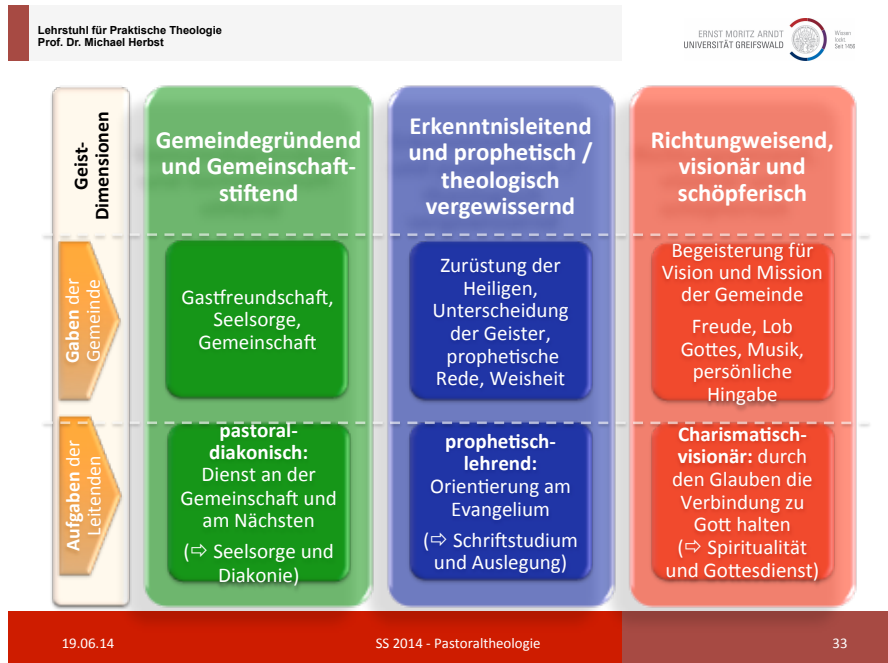 Lehrstuhl für Praktische Theologie
Prof. Dr. Michael Herbst
ERNST MORITZ ARNDT
UNIVERSITÄT GREIFSWALD
Wissen
lockt.
Seit 1456
Geist-
Dimensionen
Gemeindegründend
und Gemeinschaft-
stiftend
Erkenntnisleitend
und prophetisch /
theologisch
vergewissernd
Richtungweisend,
visionär und
schöpferisch
Gaben der
Gemeinde
Gastfreundschaft,
Seelsorge,
Gemeinschaft
Zurüstung der
Heiligen,
Unterscheidung
der Geister,
prophetische
Rede, Weisheit
Begeisterung für
Vision und Mission
der Gemeinde
Freude, Lob
Gottes, Musik,
persönliche
Hingabe
Aufgaben der
Leitenden
pastoral-
diakonisch:
Dienst an der
Gemeinschaft und
am Nächsten
(⇨ Seelsorge und
Diakonie)
prophetisch-
lehrend:
Orientierung am
Evangelium
(⇨ Schriftstudium
und Auslegung)
Charismatisch-
visionär: durch
den Glauben die
Verbindung zu
Gott halten
(⇨ Spiritualität
und Gottesdienst)
19.06.14
SS 2014 - Pastoraltheologie
33